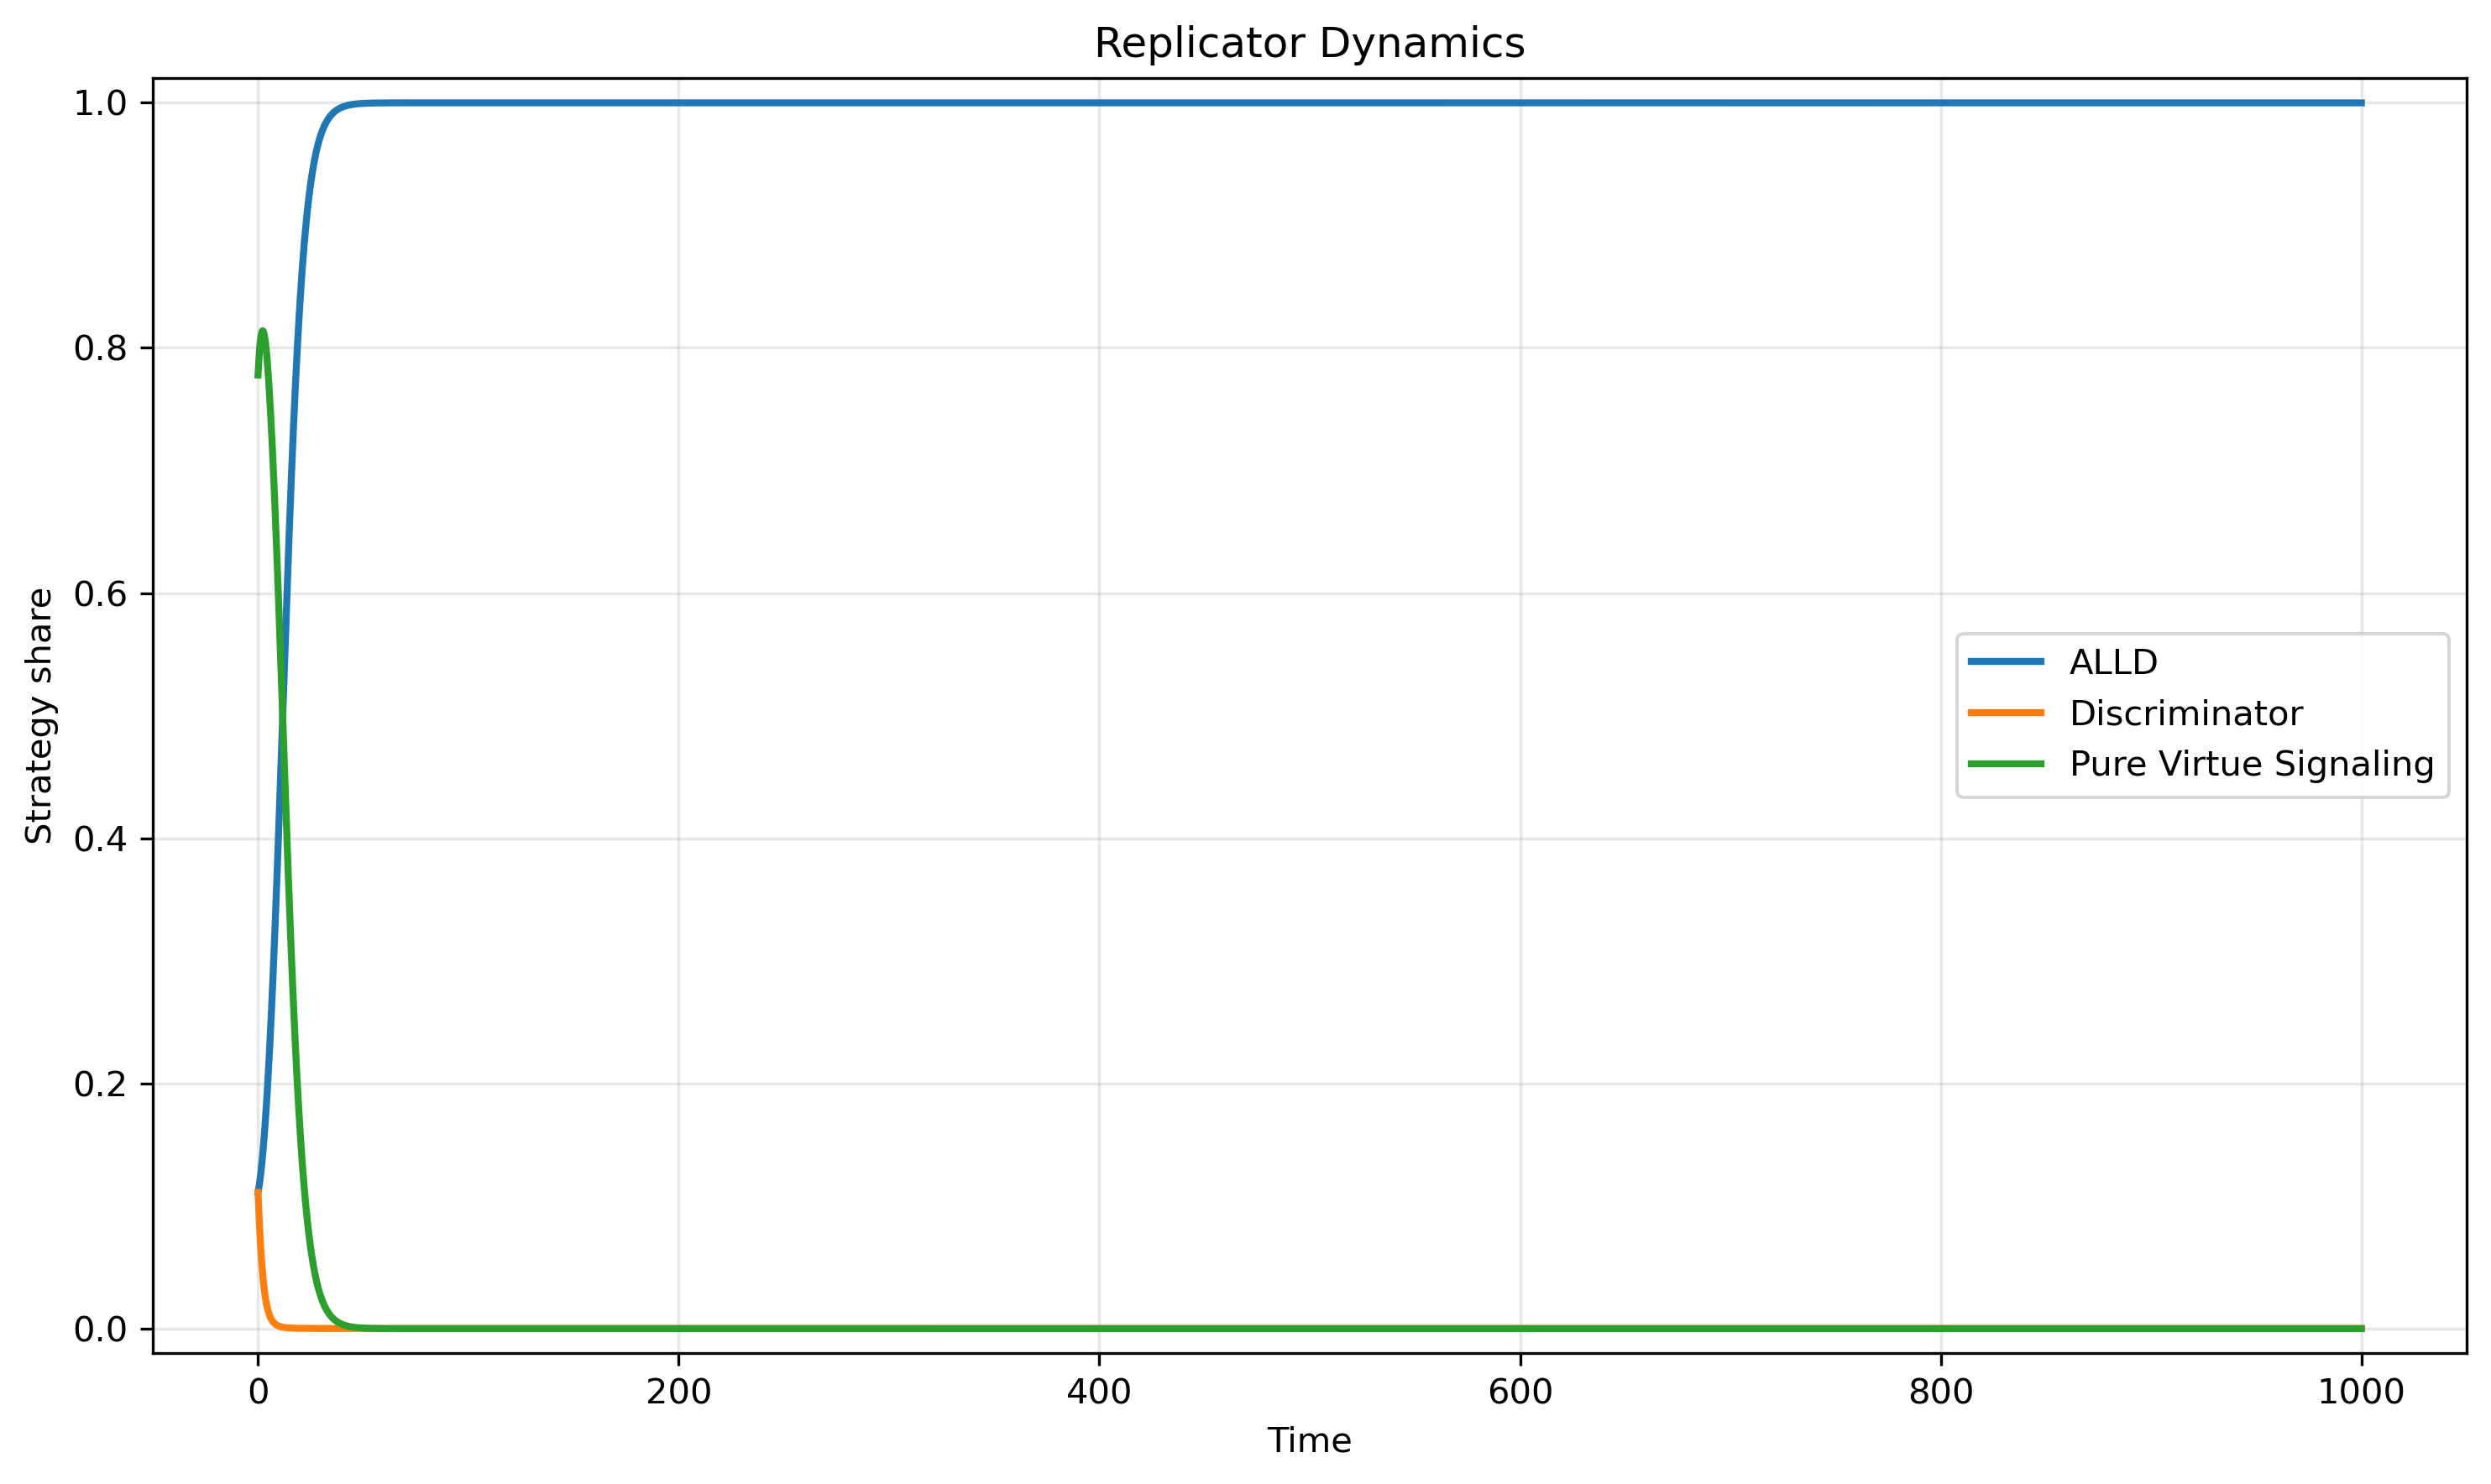 Replicator Dynamics
1.0
0.8
0.6
0.4
0.2
0.0
Strategy share
ALLD
Discriminator
Pure Virtue Signaling
0 200 400 600 800 1000
Time